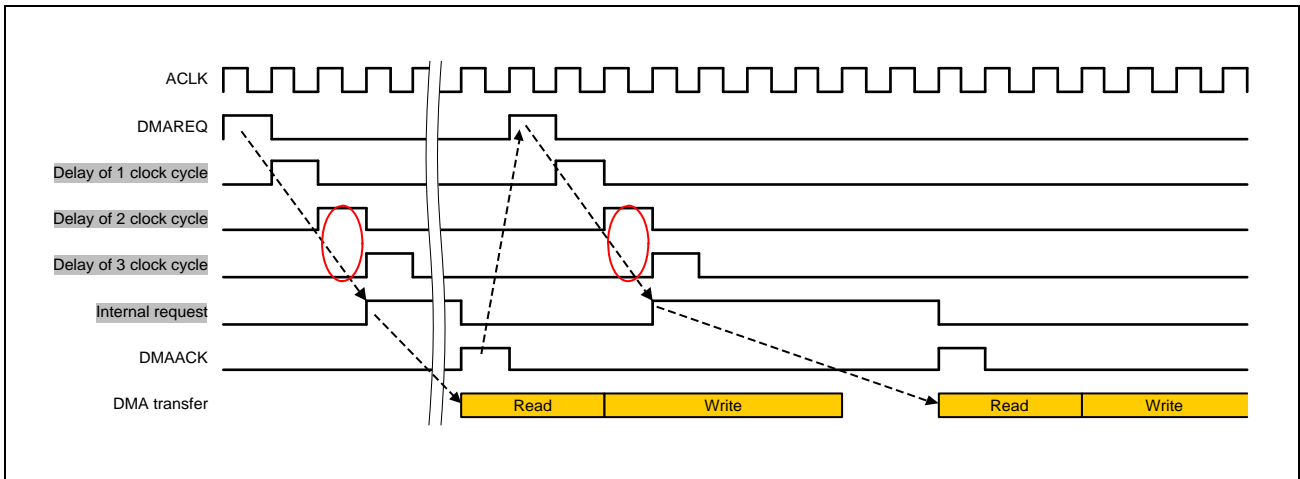 ACLK
DMAREQ
Delay of 1 clock cycle
Delay of 2 clock cycle
Delay of 3 clock cycle
Internal request
DMAACK
DMA transfer
Read
Write
Read
Write